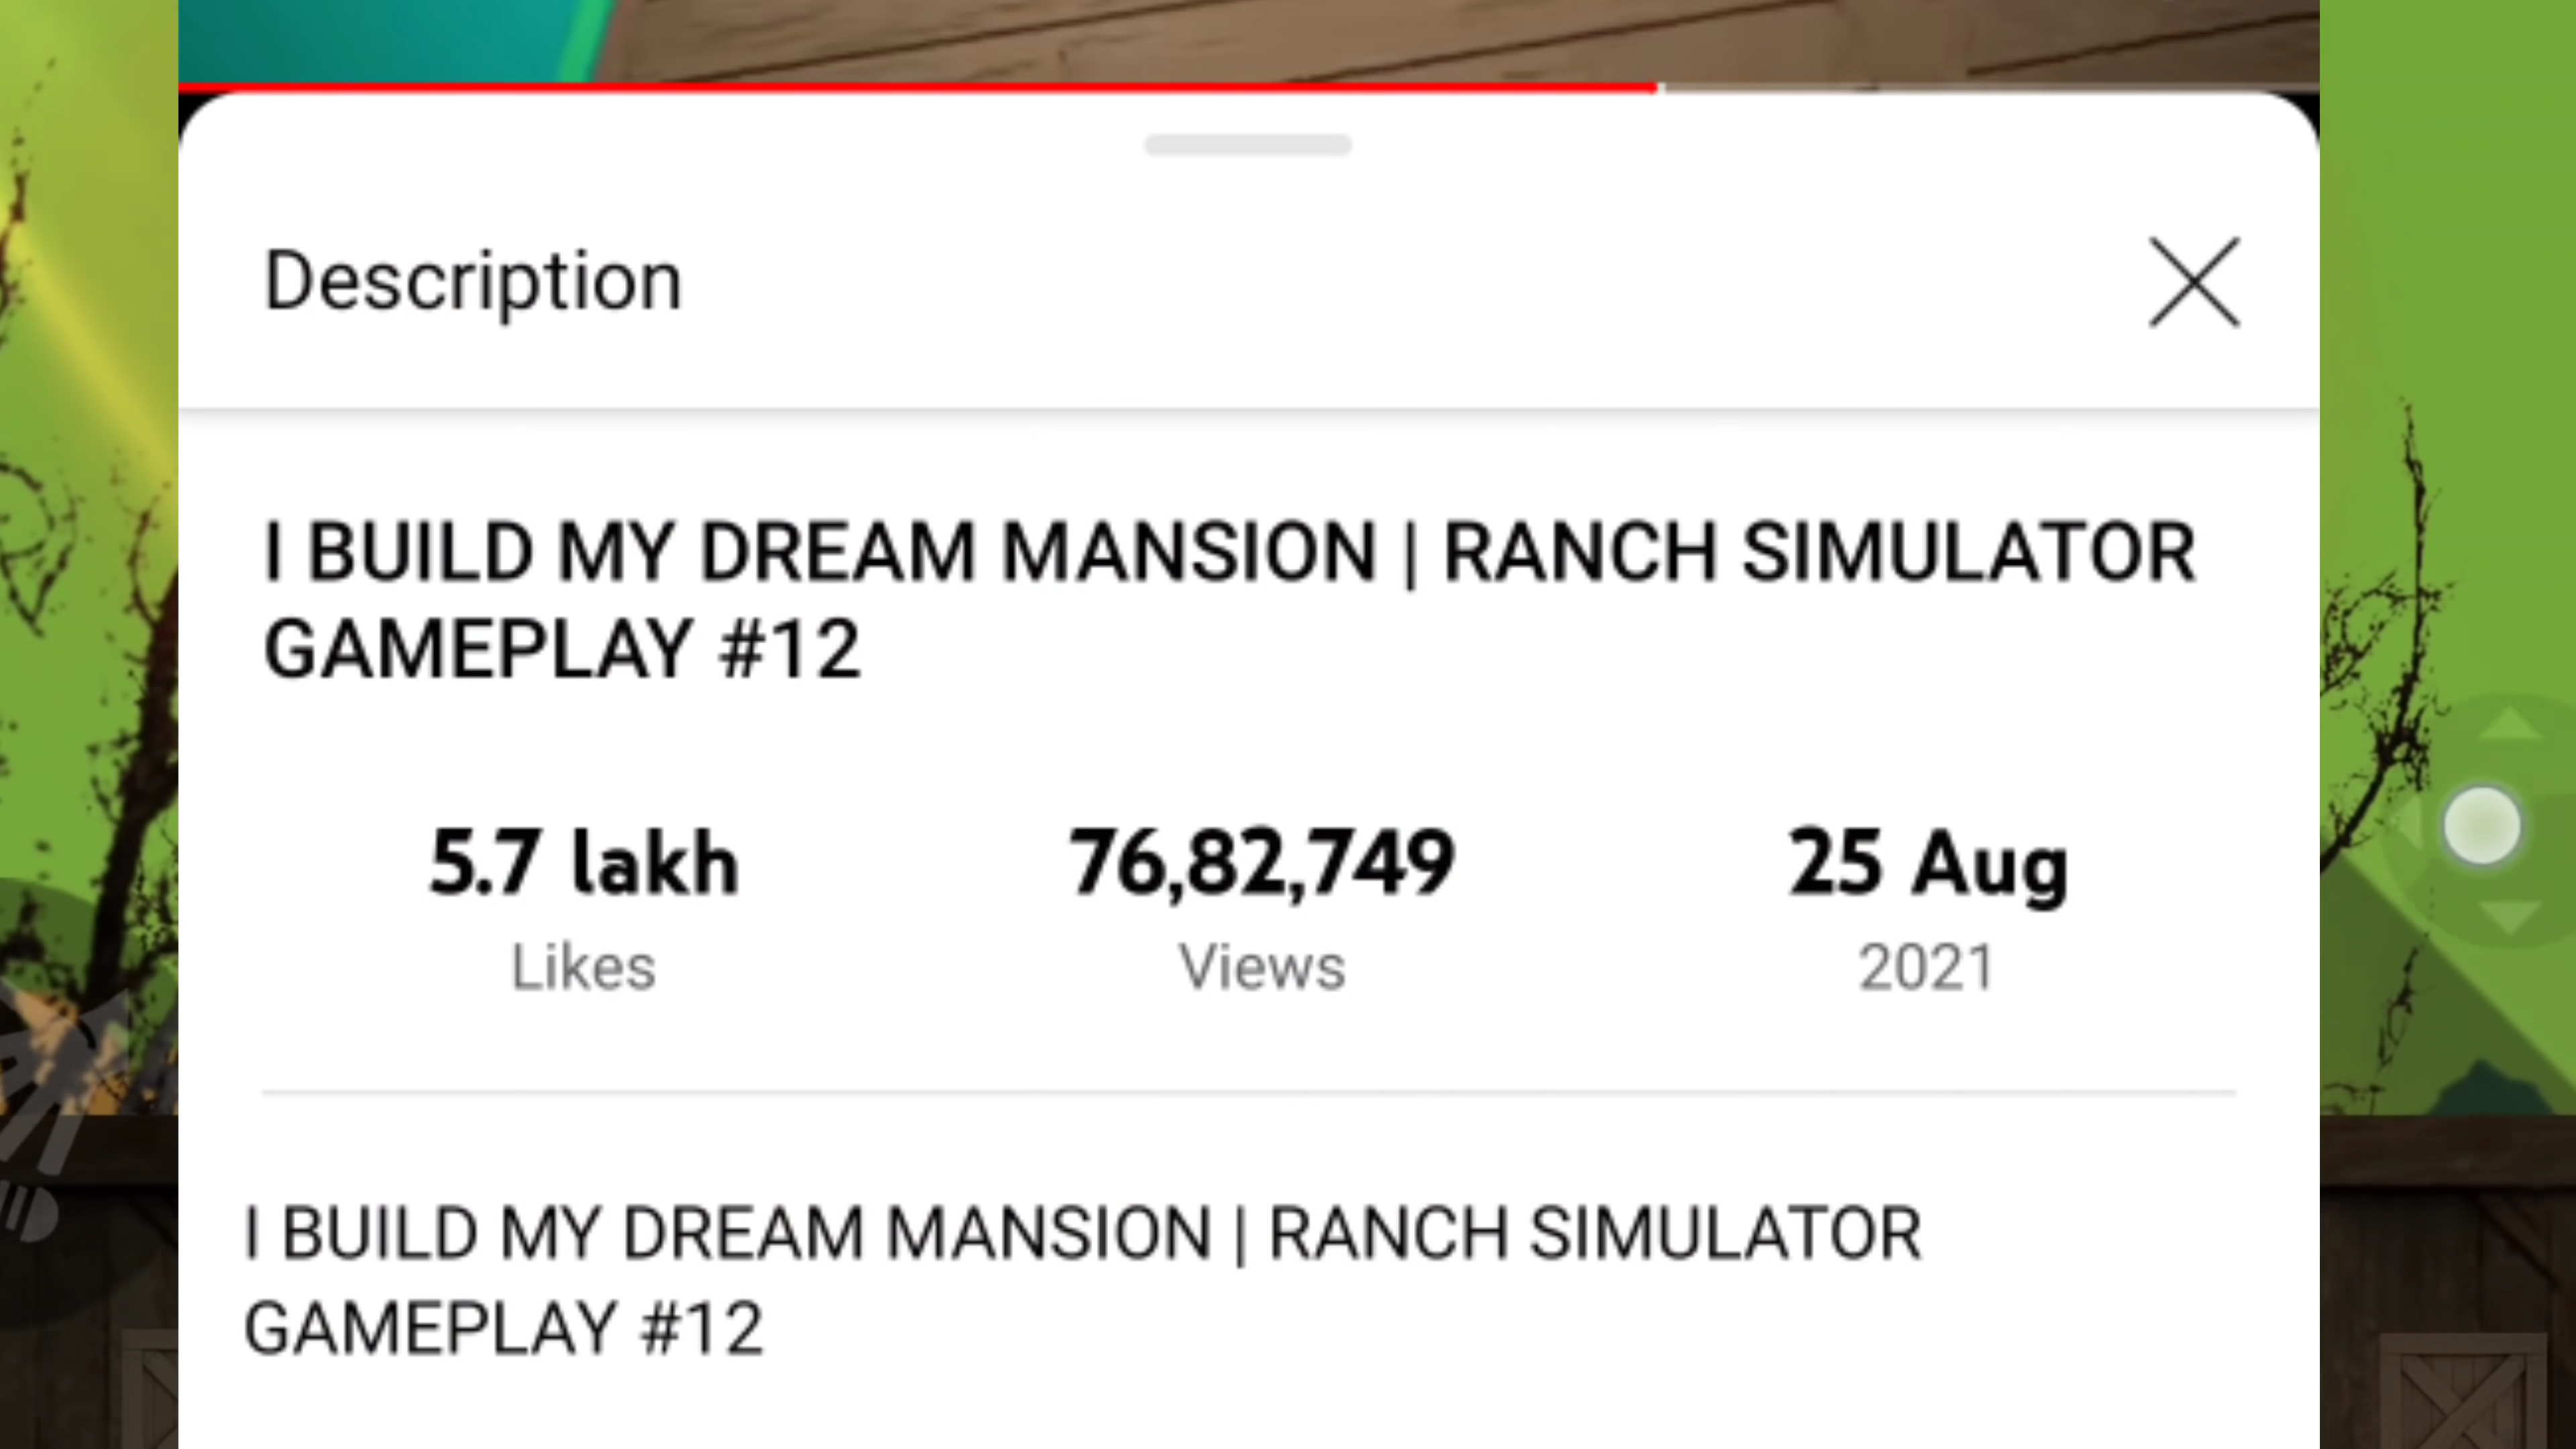 Description
I BUILD MY DREAM MANSION | RANCH SIMULATOR
GAMEPLAY #12
5.7 lakh 76,82,749 25 Aug
Likes Views 2021
I BUILD MY DREAM MANSION | RANCH SIMULATOR
GAMEPLAY #12